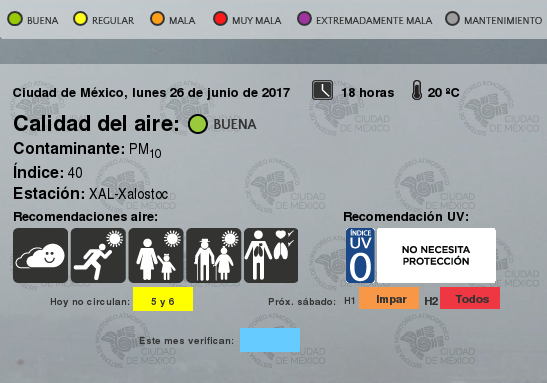 BUENA REGULAR MALA MUY MALA EXTREMADAMENTE MALA MANTENIMIENTO
Ciudad de México, lunes 26 de junio de 2017 18 horas 20 ºC
Calidad del aire: BUENA
Contaminante: PM10
Índice: 40
Estación: XAL-Xalostoc
Recomendaciones aire: Recomendación UV:
ÍNDICE
UV
0
NO NECESITA
PROTECCIÓN
Hoy no circulan: 5 y 6 Próx. sábado: H1 Impar H2 Todos
Este mes verifican:
CIUDAD
DE MÉXICO